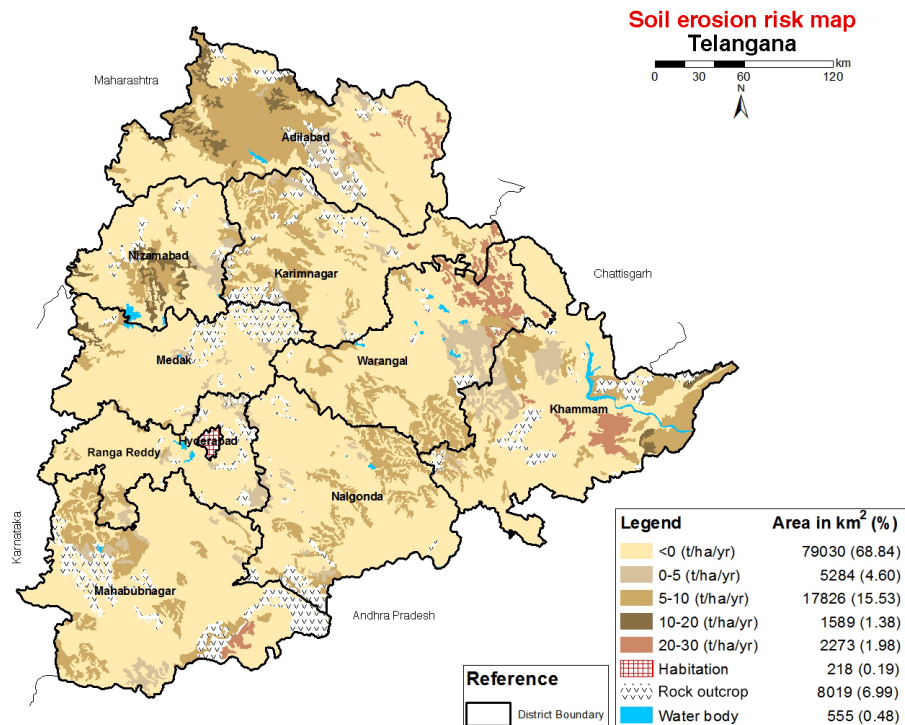 Soil erosion risk map
Telangana
km
0 30 60 120
N
Maharashtra
Adilabad
Nizamabad
Karimnagar
Chattisgarh
Medak
Warangal
Khammam
Hyderabad
Ranga Reddy
Nalgonda
Karnataka
Mahabubnagar
Andhra Pradesh
Legend Area in km² (%)
<0 (t/ha/yr) 79030 (68.84)
0-5 (t/ha/yr) 5284 (4.60)
5-10 (t/ha/yr) 17826 (15.53)
10-20 (t/ha/yr) 1589 (1.38)
20-30 (t/ha/yr) 2273 (1.98)
Habitation 218 (0.19)
Rock outcrop 8019 (6.99)
Water body 555 (0.48)
Reference
District Boundary